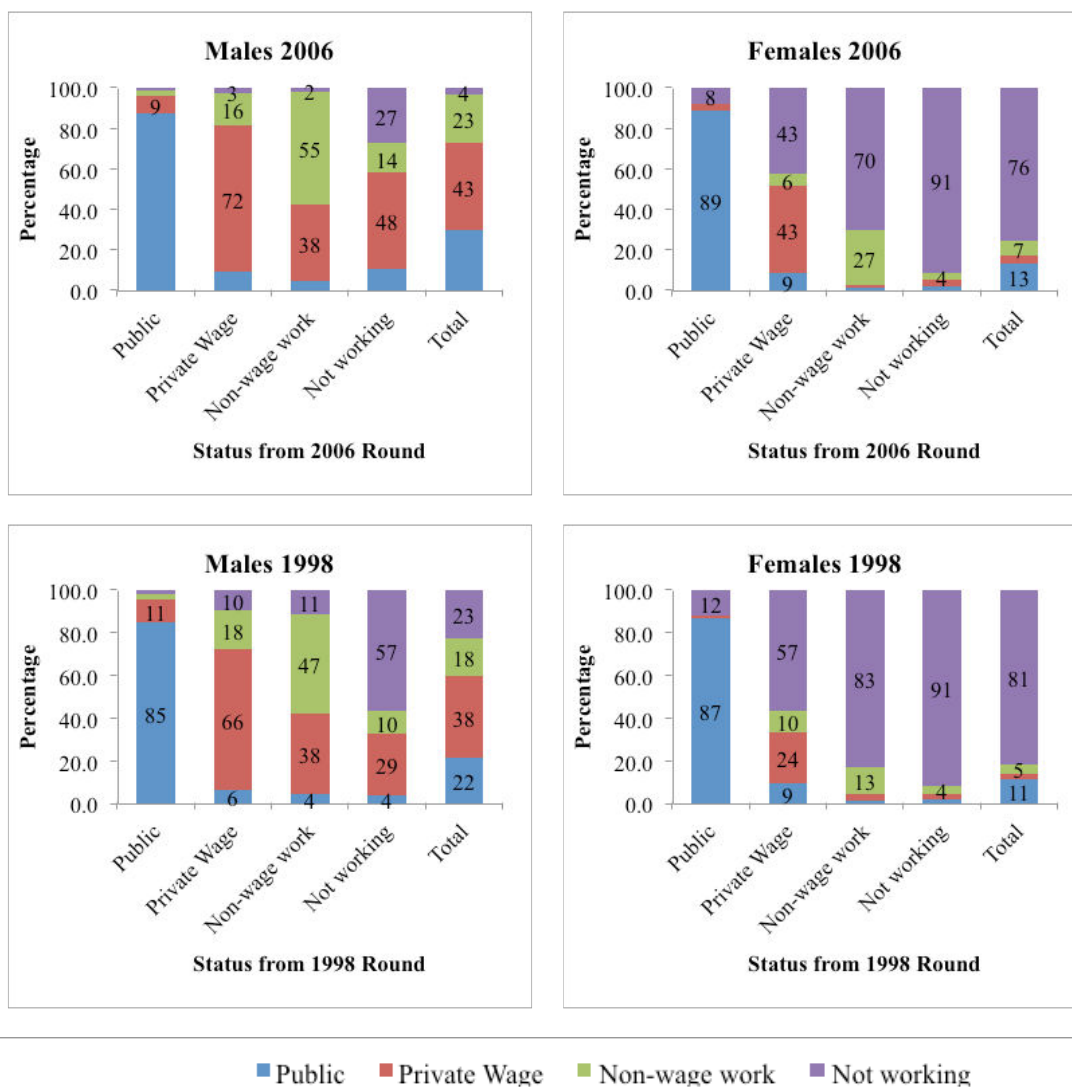 Males 2006
Percentage
100.0
80.0
60.0
40.0
20.0
0.0
9
3
16
72
2
55
38
27
14
48
4
23
43
Public
Private Wage
Non-wage work
Not working
Total
Status from 2006 Round
Females 2006
Percentage
100.0
80.0
60.0
40.0
20.0
0.0
8
89
43
6
43
9
70
27
91
4
76
7
13
Public
Private Wage
Non-wage work
Not working
Total
Status from 2006 Round
Males 1998
Percentage
100.0
80.0
60.0
40.0
20.0
0.0
11
85
10
18
66
6
11
47
38
4
57
10
29
4
23
18
38
22
Public
Private Wage
Non-wage work
Not working
Total
Status from 1998 Round
Females 1998
Percentage
100.0
80.0
60.0
40.0
20.0
0.0
12
87
57
10
24
9
83
13
91
4
81
5
11
Public
Private Wage
Non-wage work
Not working
Total
Status from 1998 Round
Public Private Wage Non-wage work Not working